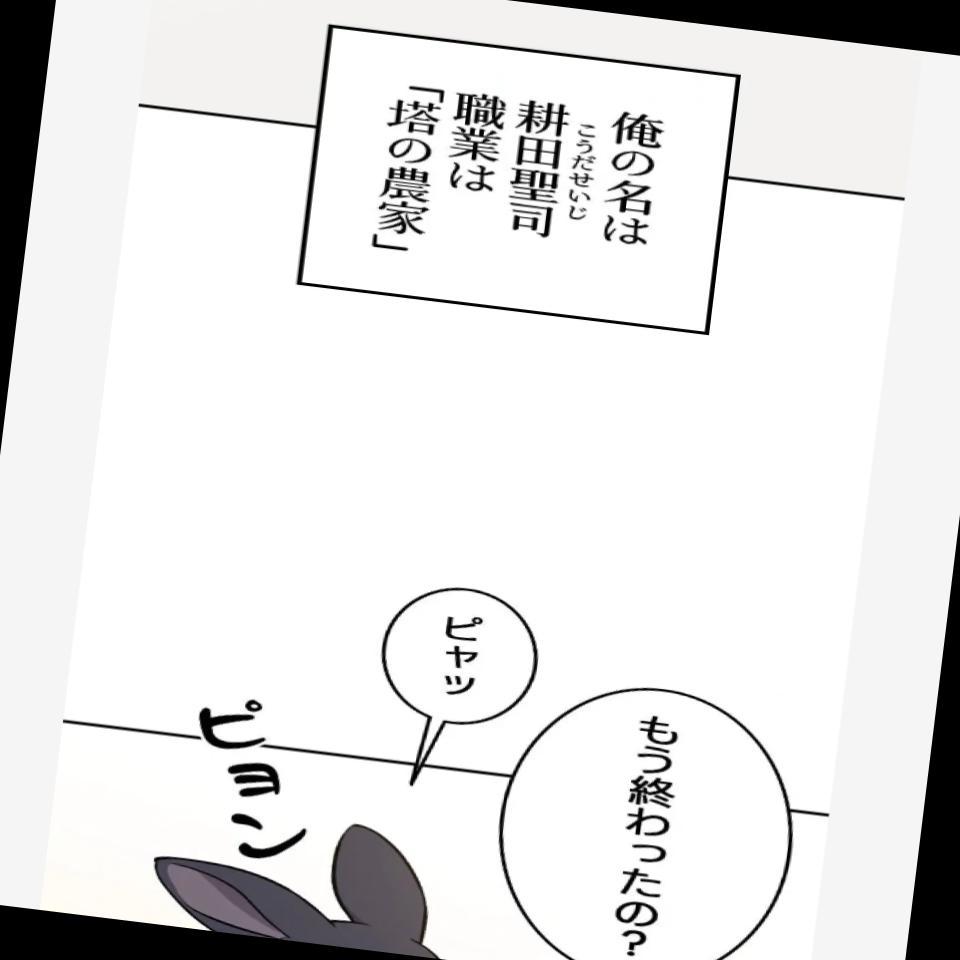 俺の名は
こうだせいじ
耕田聖司
職業は
「塔の農家」
ピャッ
もう終わったの?
ピョン